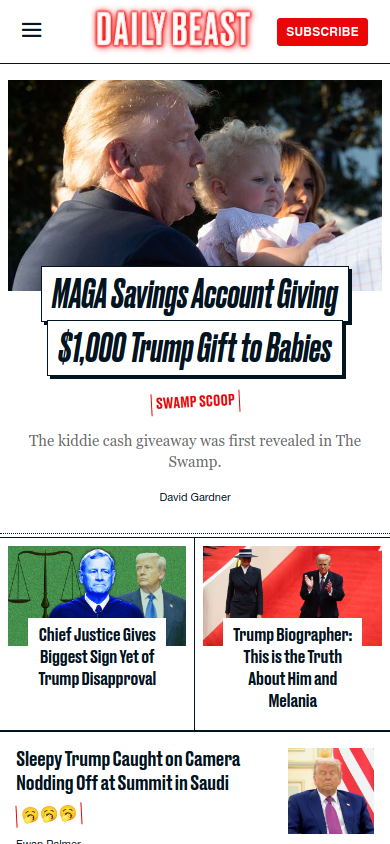 DAILY BEAST
SUBSCRIBE
MAGA Savings Account Giving
$1,000 Trump Gift to Babies
SWAMP SCOOP
The kiddie cash giveaway was first revealed in The
Swamp.
David Gardner
Chief Justice Gives
Biggest Sign Yet of
Trump Disapproval
Trump Biographer:
This is the Truth
About Him and
Melania
Sleepy Trump Caught on Camera
Nodding Off at Summit in Saudi
🥱🥱🥱
Ewan Palmer